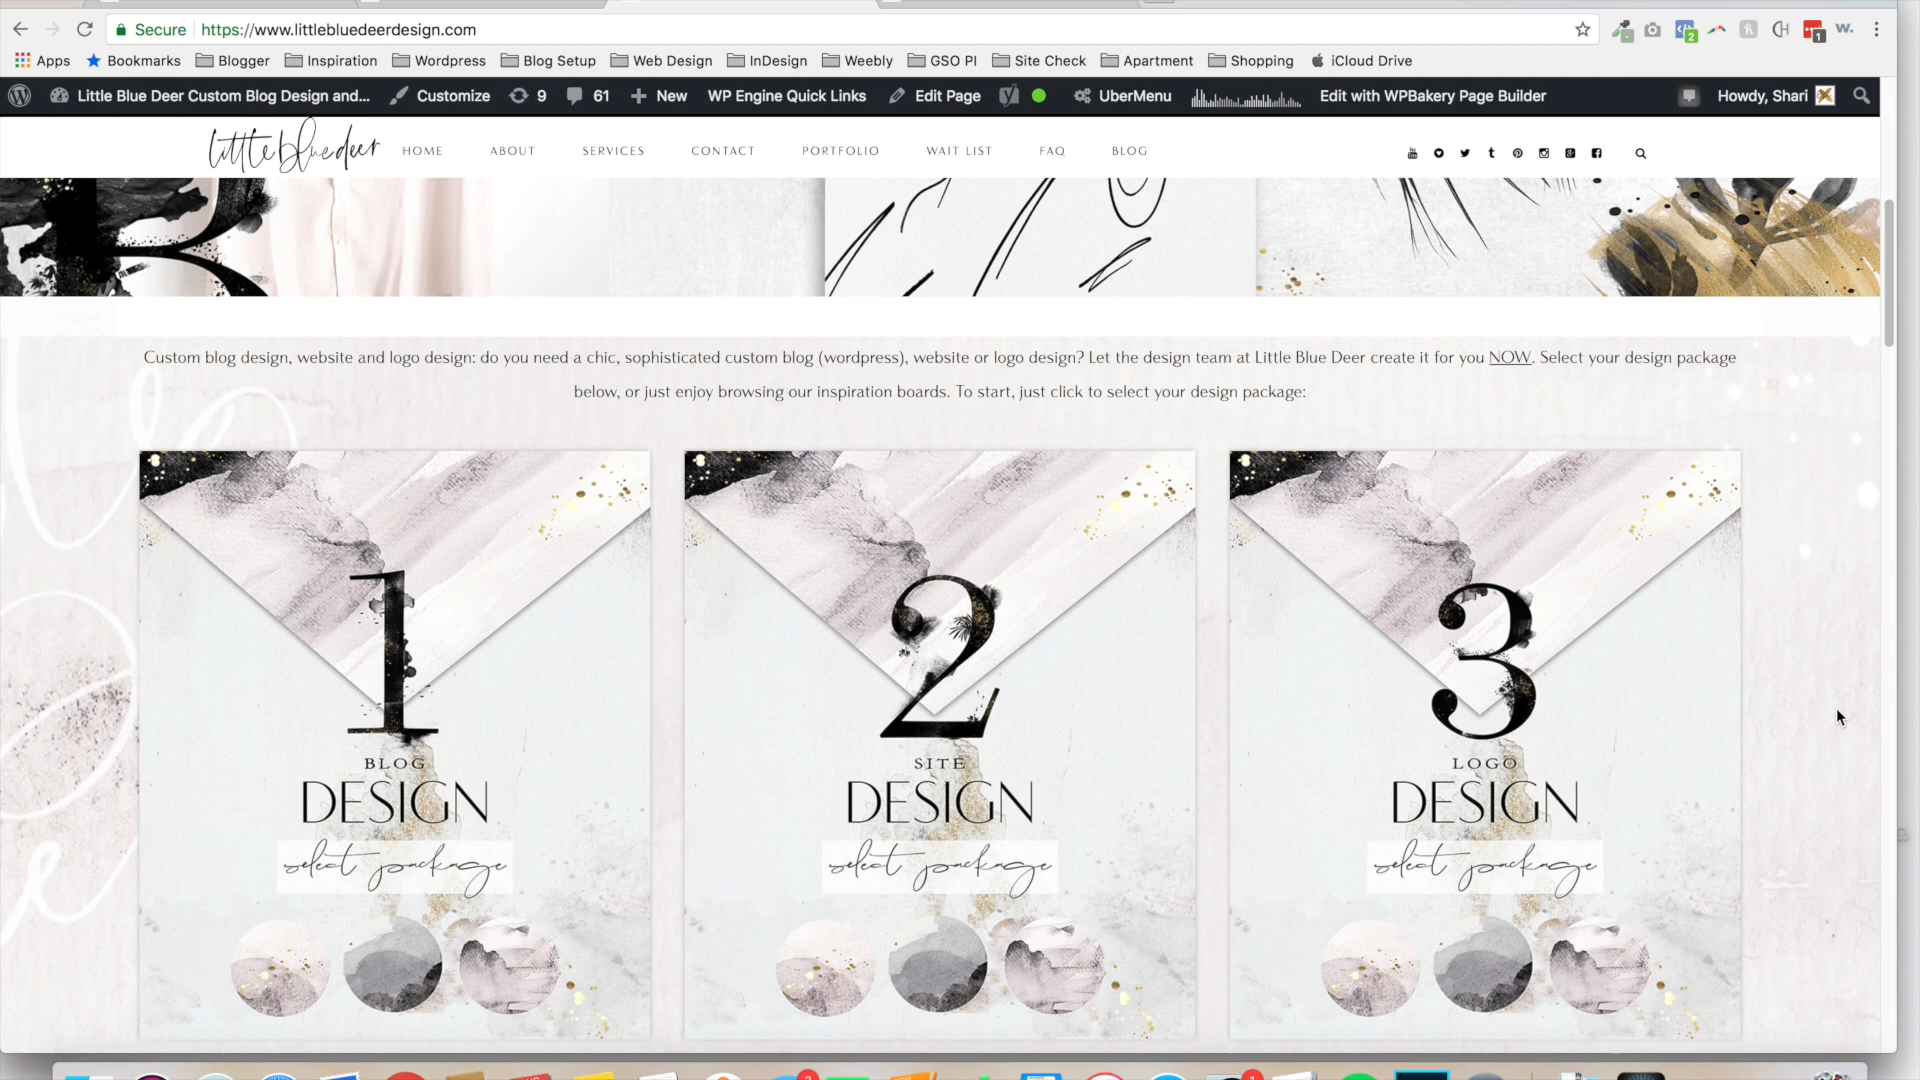 Secure https://www.littlebluedeerdesign.com
2 1
Apps Bookmarks Blogger Inspiration Wordpress Blog Setup Web Design InDesign Weebly GSO PI Site Check Apartment Shopping iCloud Drive
Little Blue Deer Custom Blog Design and... Customize 9 61 New WP Engine Quick Links Edit Page UberMenu Edit with WPBakery Page Builder Howdy, Shari
littlebluedeer HOME ABOUT SERVICES CONTACT PORTFOLIO WAIT LIST FAQ BLOG
Custom blog design, website and logo design: do you need a chic, sophisticated custom blog (wordpress), website or logo design? Let the design team at Little Blue Deer create it for you NOW. Select your design package
below, or just enjoy browsing our inspiration boards. To start, just click to select your design package:
1
BLOG
DESIGN
select package
2
SITE
DESIGN
select package
3
LOGO
DESIGN
select package